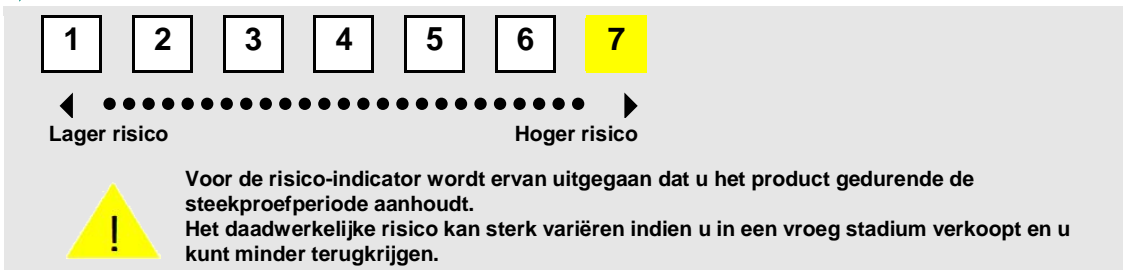 1 2 3 4 5 6 7
Lager risico Hoger risico
!
Voor de risico-indicator wordt ervan uitgegaan dat u het product gedurende de
steekproefperiode aanhoudt.
Het daadwerkelijke risico kan sterk variëren indien u in een vroeg stadium verkoopt en u
kunt minder terugkrijgen.